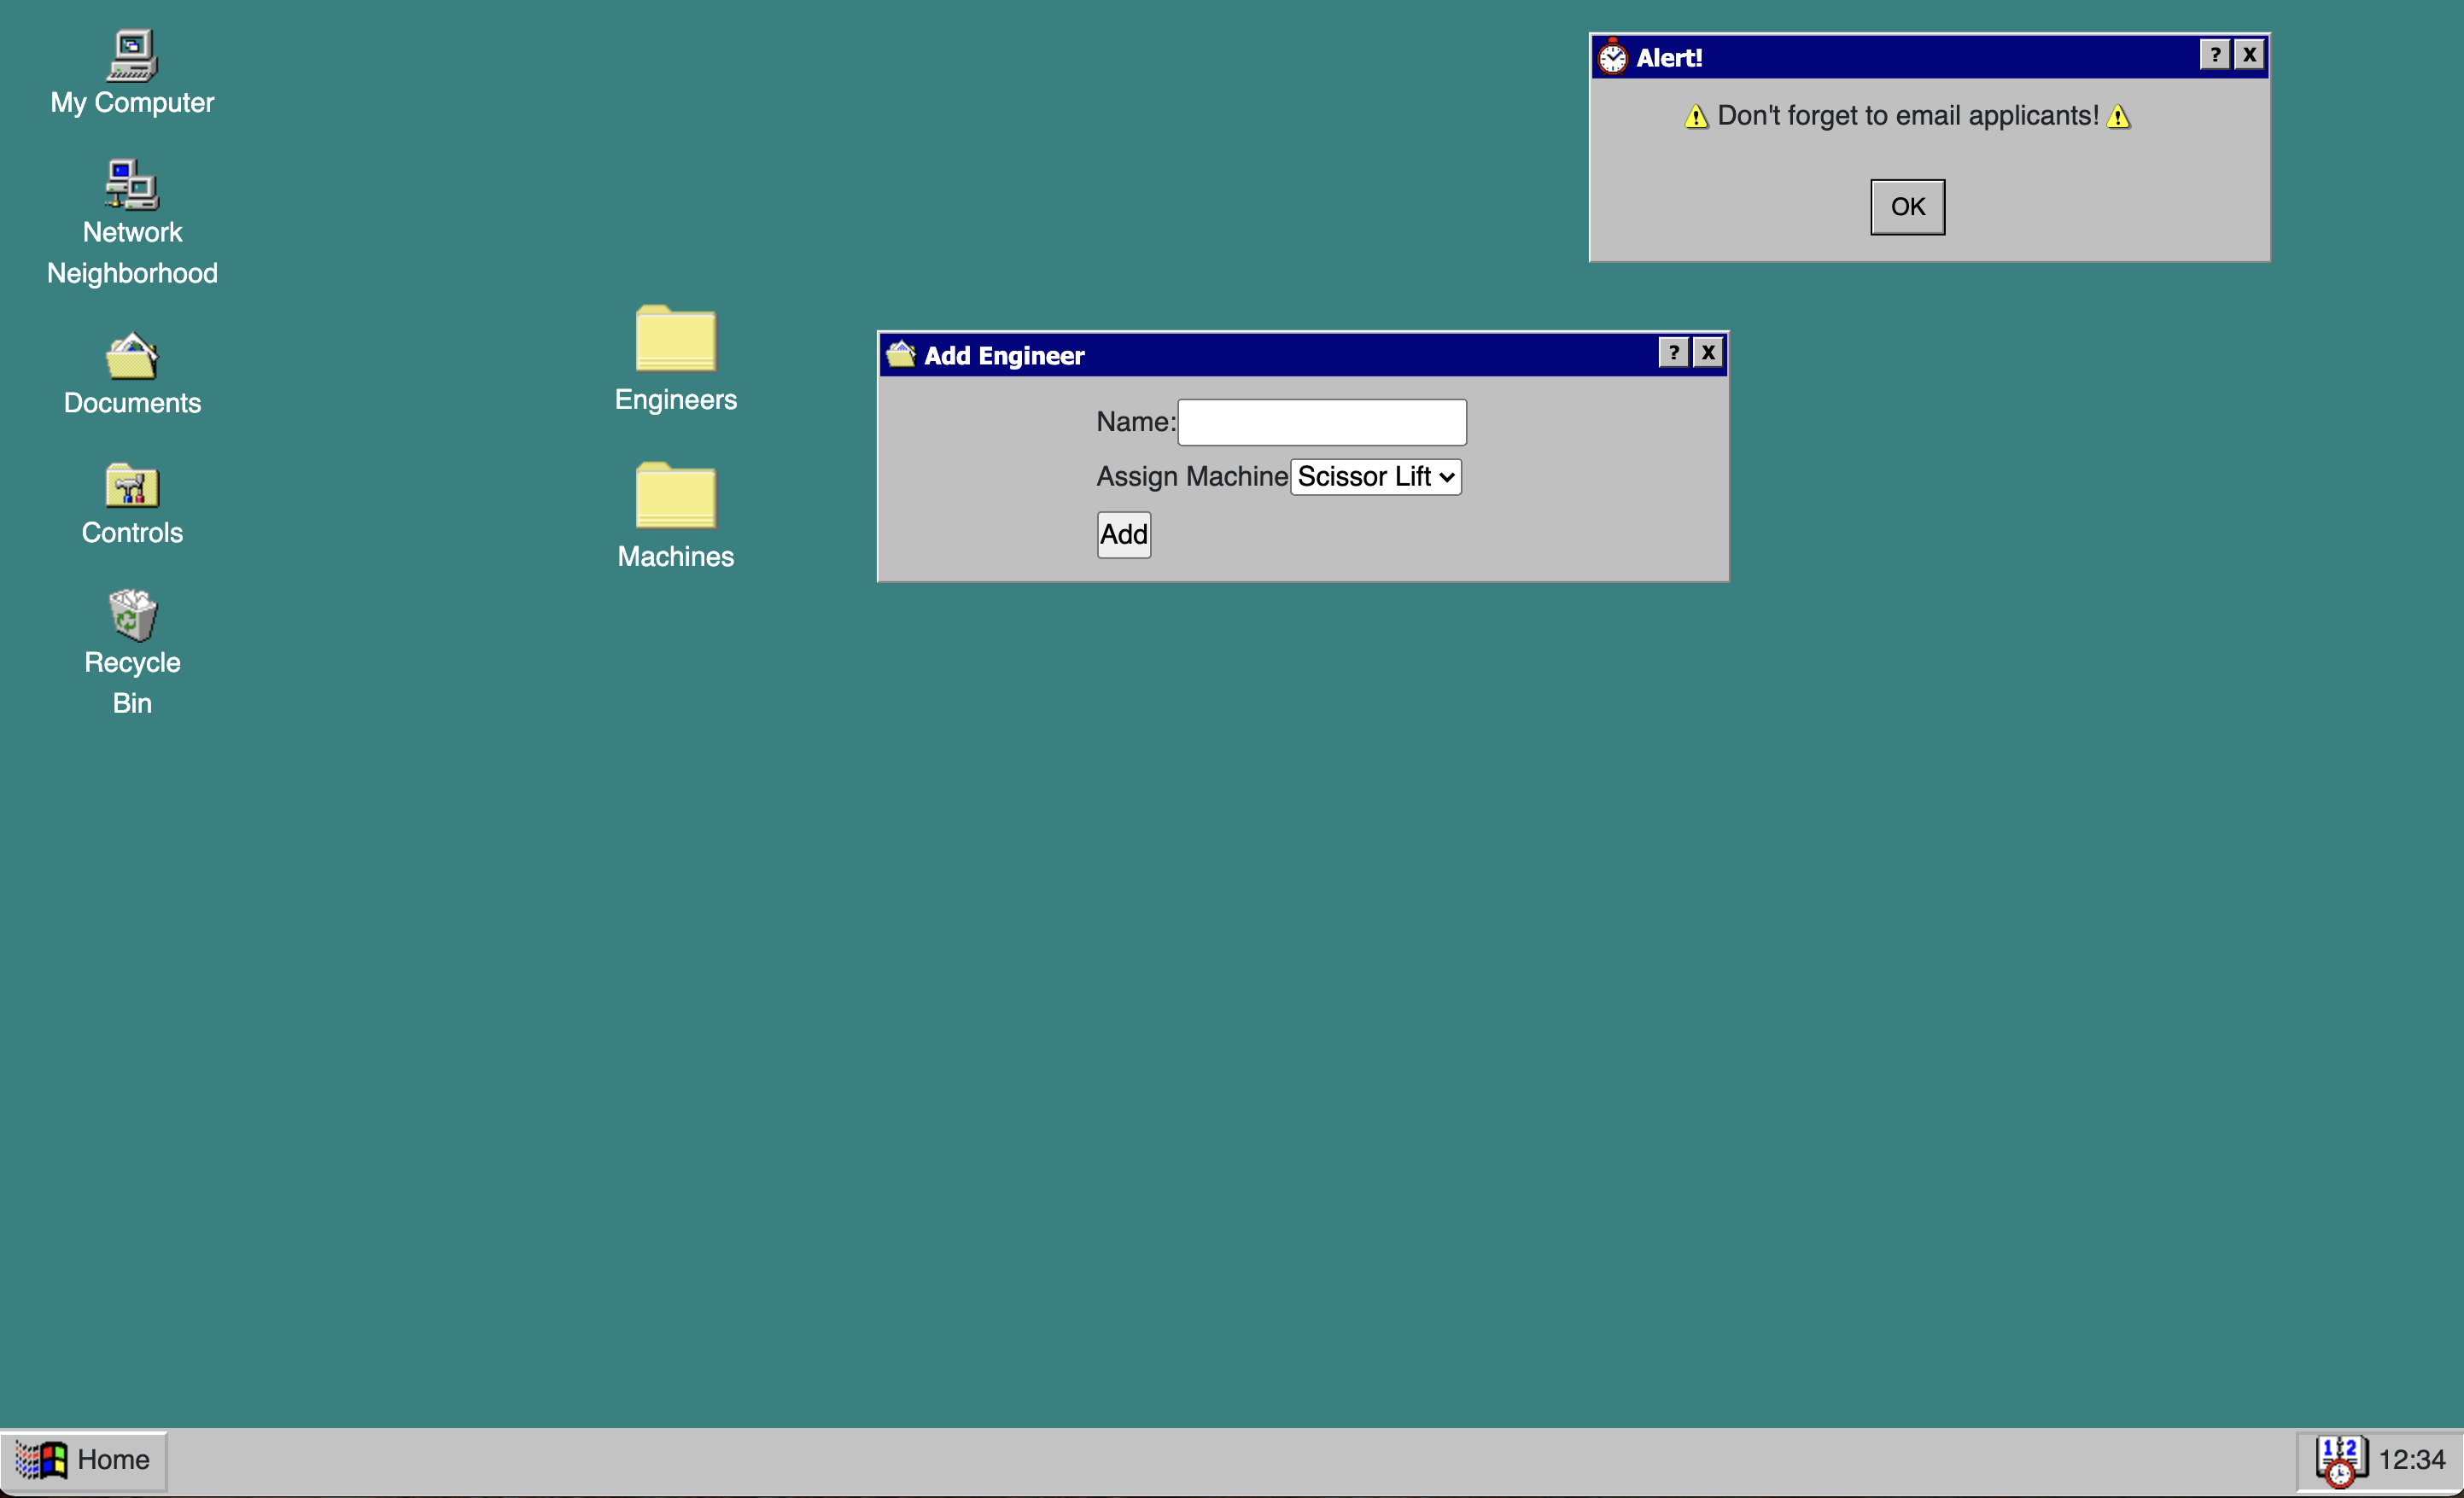 My Computer
Network
Neighborhood
Documents
Controls
Recycle
Bin
Engineers
Machines
Alert!
? X
Don't forget to email applicants!
OK
Add Engineer
? X
Name:
Assign Machine Scissor Lift
Add
Home
12
12:34